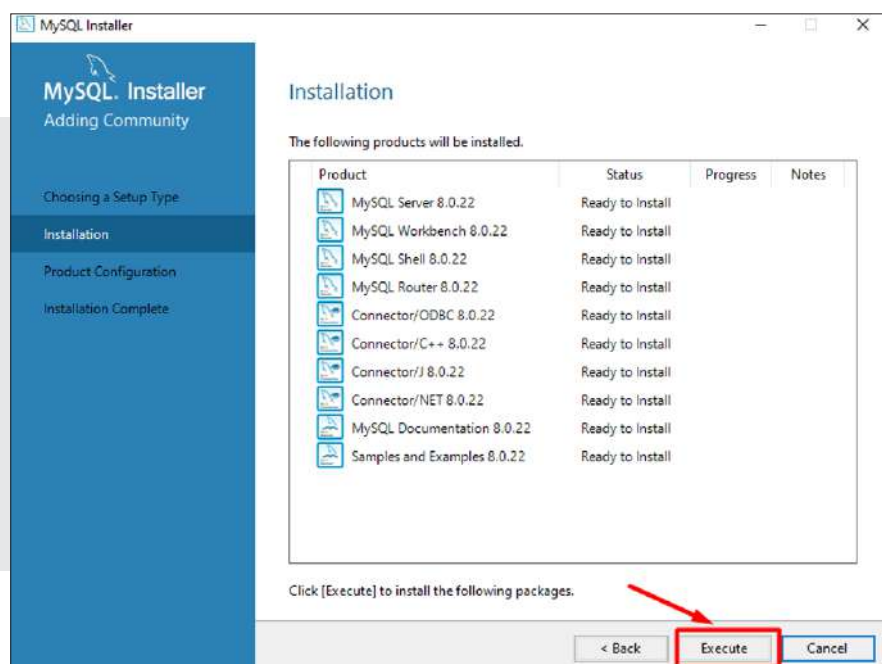 MySQL Installer
MySQL. Installer
Adding Community
Choosing a Setup Type
Installation
Product Configuration
Installation Complete
Installation
The following products will be installed.
Product Status Progress Notes
MySQL Server 8.0.22 Ready to Install
MySQL Workbench 8.0.22 Ready to Install
MySQL Shell 8.0.22 Ready to Install
MySQL Router 8.0.22 Ready to Install
Connector/ODBC 8.0.22 Ready to Install
Connector/C++ 8.0.22 Ready to Install
Connector/J 8.0.22 Ready to Install
Connector/NET 8.0.22 Ready to Install
MySQL Documentation 8.0.22 Ready to Install
Samples and Examples 8.0.22 Ready to Install
Click [Execute] to install the following packages.
< Back Execute Cancel